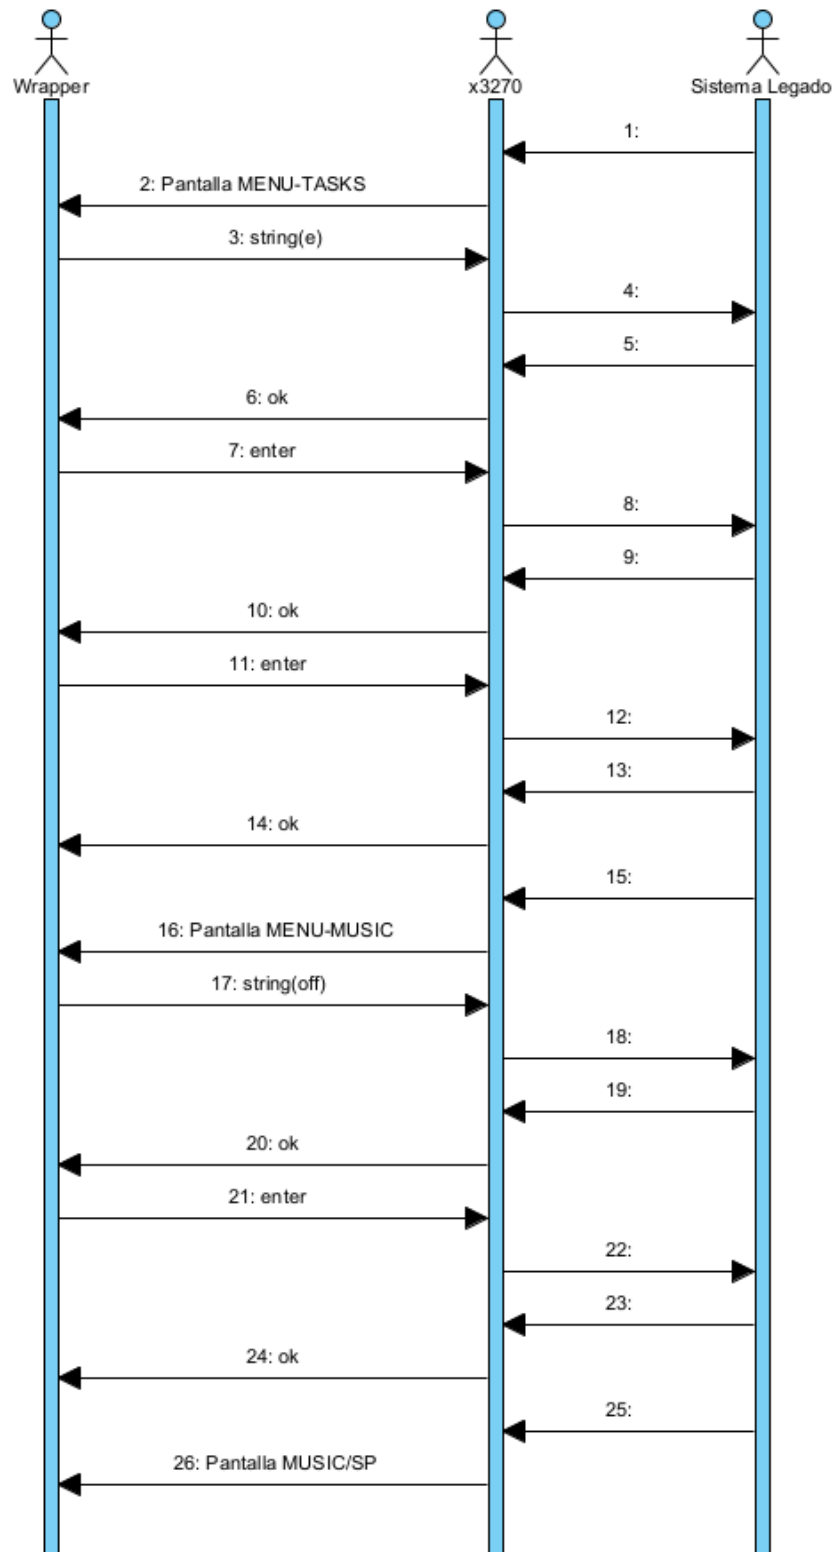 Wrapper
x3270
Sistema Legado
1:
2: Pantalla MENU-TASKS
3: string(e)
4:
5:
6: ok
7: enter
8:
9:
10: ok
11: enter
12:
13:
14: ok
15:
16: Pantalla MENU-MUSIC
17: string(off)
18:
19:
20: ok
21: enter
22:
23:
24: ok
25:
26: Pantalla MUSIC/SP